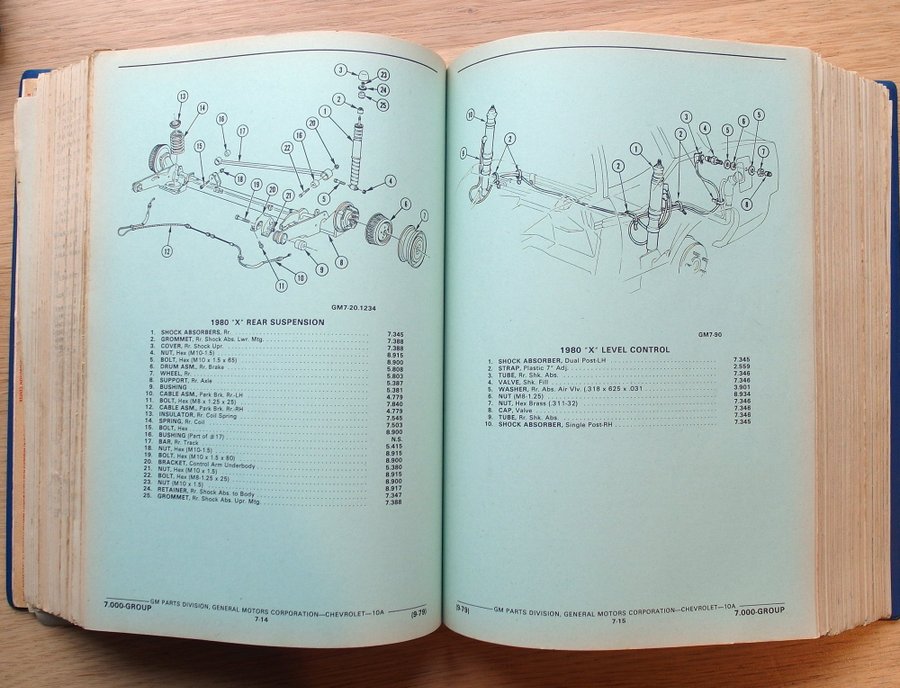 GM7-20.1234
1980 "X" REAR SUSPENSION
1. SHOCK ABSORBERS, Rr. 7.345
2. GROMMET, Rr. Shock Abs. Lwr. Mtg. 7.388
3. COVER, Rr. Shock Upr. 7.388
4. NUT, Hex (M10-1.5) 8.915
5. BOLT, Hex (M10 x 1.5 x 65) 8.900
6. DRUM ASM., Rr. Brake 5.808
7. WHEEL, Rr. 5.803
8. SUPPORT, Rr. Axle 5.387
9. BUSHING 5.381
10. CABLE ASM., Park Brk. Rr.-LH 4.779
11. BOLT, Hex (M8 x 1.25 x 25) 7.840
12. CABLE ASM., Park Brk. Rr.-RH 4.779
13. INSULATOR, Rr. Coil Spring 7.545
14. SPRING, Rr. Coil 7.503
15. BOLT, Hex 8.900
16. BUSHING (Part of #17) N.S.
17. BAR, Rr. Track 5.415
18. NUT, Hex (M10-1.5) 8.915
19. BOLT, Hex (M10 x 1.5 x 80) 8.900
20. BRACKET, Control Arm Underbody 5.380
21. NUT, Hex (M10 x 1.5) 8.915
22. BOLT, Hex (M8-1.25 x 25) 8.900
23. NUT (M10 x 1.5) 8.917
24. RETAINER, Rr. Shock Abs. to Body 7.347
25. GROMMET, Rr. Shock Abs. Upr. Mtg. 7.388
7.000-GROUP
GM PARTS DIVISION, GENERAL MOTORS CORPORATION—CHEVROLET—10A
7-14
(9-79)
GM7-90
1980 "X" LEVEL CONTROL
1. SHOCK ABSORBER, Dual Post-LH 7.345
2. STRAP, Plastic 7" Adj. 2.559
3. TUBE, Rr. Shk. Abs. 7.346
4. VALVE, Shk. Fill 7.346
5. WASHER, Rr. Abs. Air Vlv. (.318 x 625 x .031 3.901
6. NUT (M8-1.25) 8.934
7. NUT, Hex Brass (.311-32) 7.346
8. CAP, Valve 7.348
9. TUBE, Rr. Shk. Abs. 7.348
10. SHOCK ABSORBER, Single Post-RH 7.345
(9-79)
GM PARTS DIVISION, GENERAL MOTORS CORPORATION—CHEVROLET—10A
7-15
7.000-GROUP